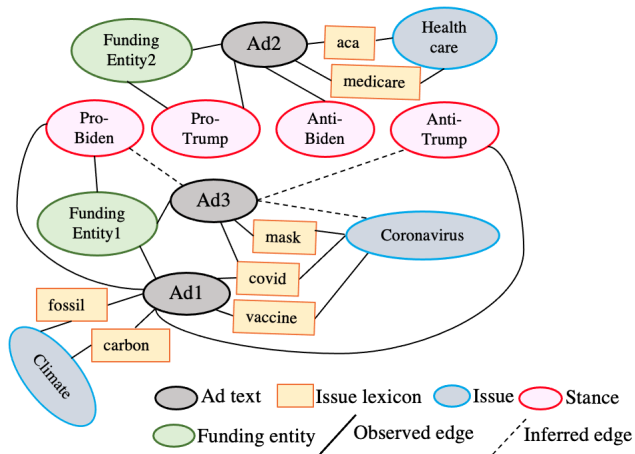 Funding
Entity2
Ad2
aca
Health
care
medicare
Pro-
Biden
Pro-
Trump
Anti-
Biden
Anti-
Trump
Funding
Entity1
Ad3
mask
Coronavirus
covid
Ad1
vaccine
fossil
carbon
Climate
Ad text
Issue lexicon
Issue
Stance
Funding entity
Observed edge
Inferred edge